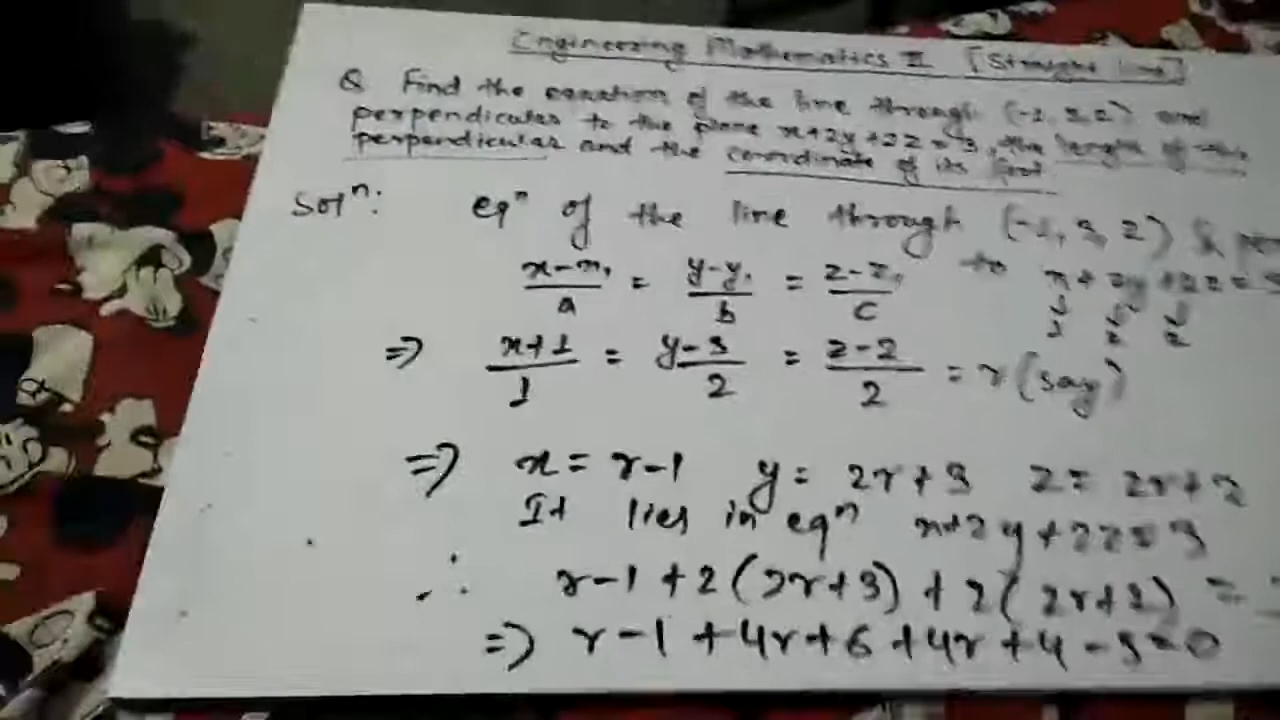 Engineering Mathematics II [Straight line]
Q Find the equation of the line through (-1, 3, 2) and
perpendicular to the plane x+2y+2z=3, the length of the
perpendicular and the coordinate of its foot
Solⁿ: eqⁿ of the line through (-1, 3, 2) &
x-x₁/a = y-y₁/b = z-z₁/c to x+2y+2z=3
1 2 2
=> x+1/1 = y-3/2 = z-2/2 = r (say)
=> x = r-1 y = 2r+3 z = 2r+2
It lies in eqⁿ x+2y+2z=3
∴ r-1+2(2r+3)+2(2r+2) =
=> r-1+4r+6+4r+4-3=0